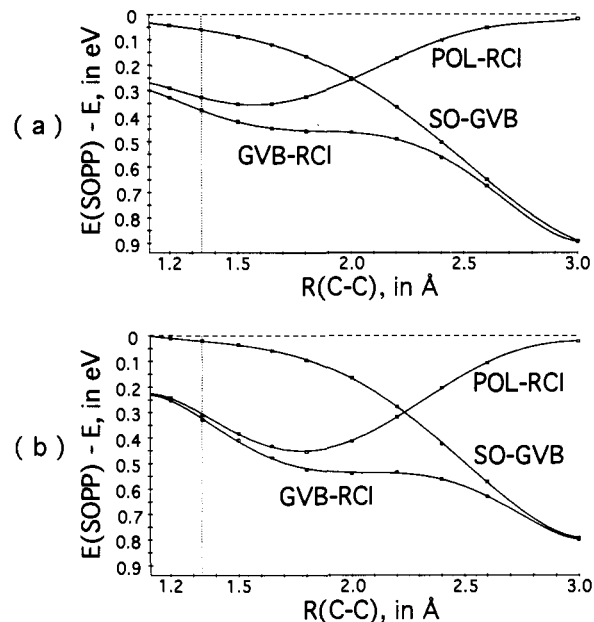 (a)
E(SOPP) - E, in eV
0
0.1
0.2
0.3
0.4
0.5
0.6
0.7
0.8
0.9
POL-RCI
SO-GVB
GVB-RCI
1.2 1.5 2.0 2.5 3.0
R(C-C), in Å
(b)
E(SOPP) - E, in eV
0
0.1
0.2
0.3
0.4
0.5
0.6
0.7
0.8
0.9
POL-RCI
SO-GVB
GVB-RCI
1.2 1.5 2.0 2.5 3.0
R(C-C), in Å